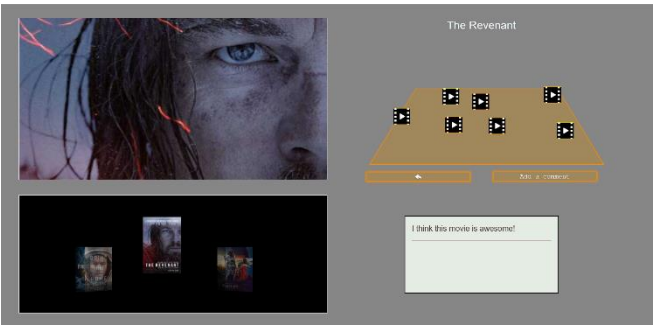 The Revenant
THE REVENANT
Add a comment
I think this movie is awesome!